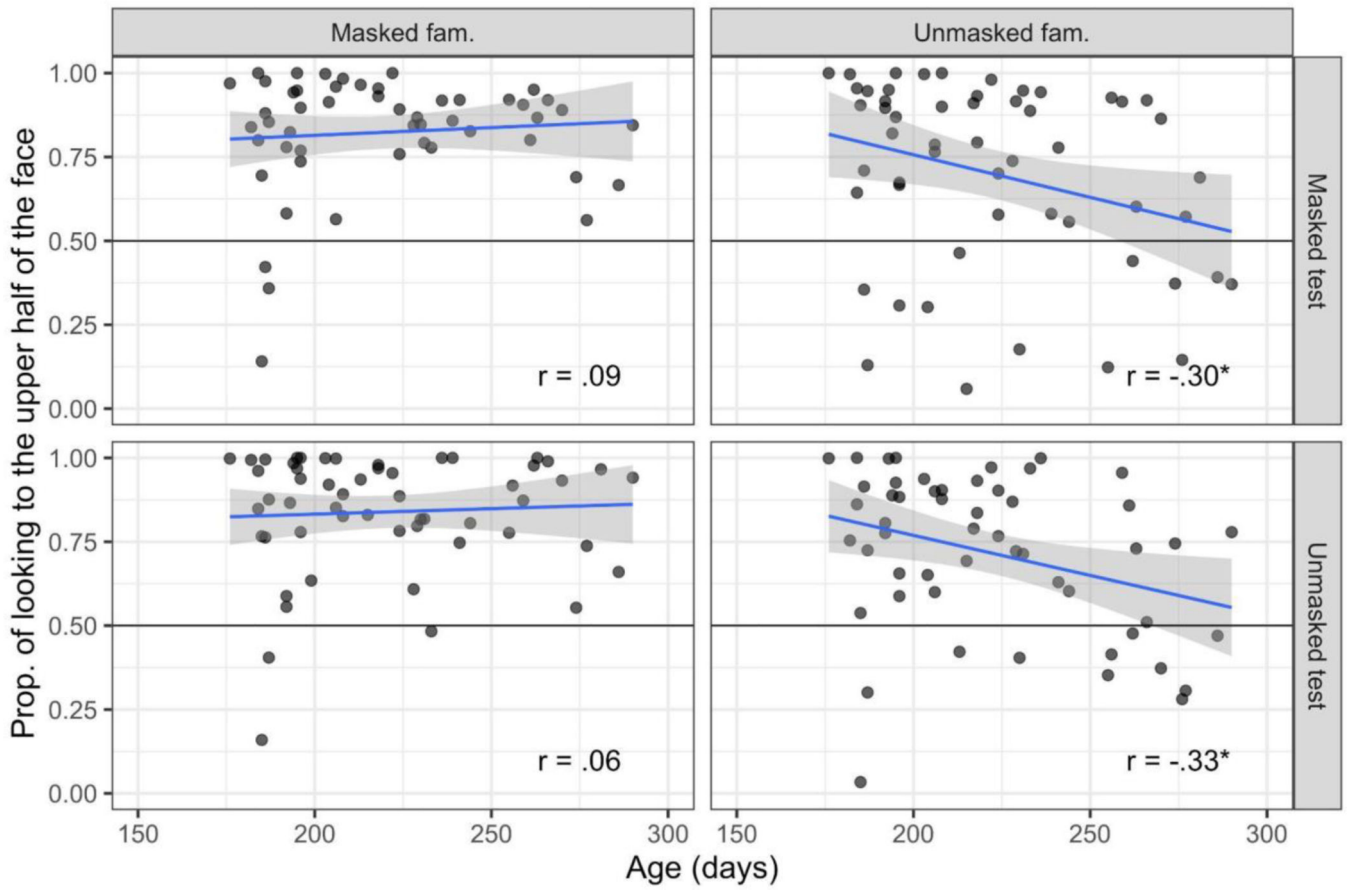 Masked fam.
Unmasked fam.
Prop. of looking to the upper half of the face
1.00
0.75
0.50
0.25
0.00
r = .09
r = -.30*
Masked test
1.00
0.75
0.50
0.25
0.00
r = .06
r = -.33*
Unmasked test
150
200
250
300
150
200
250
300
Age (days)